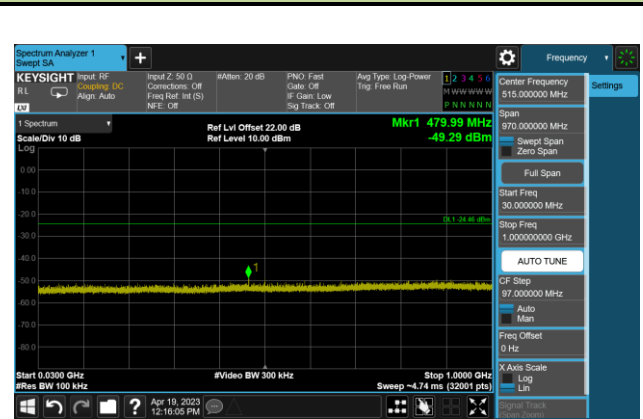 Spectrum Analyzer 1
Swept SA
Frequency
KEYSIGHT
RL
LXI
Input: RF
Coupling: DC
Align: Auto
Input Z: 50 Ω
Corrections: Off
Freq Ref: Int (S)
NFE: Off
#Atten: 20 dB
PNO: Fast
Gate: Off
IF Gain: Low
Sig Track: Off
Avg Type: Log-Power
Trig: Free Run
1 2 3 4 5 6
M W W W W W
P N N N N N
Center Frequency
515.000000 MHz
Settings
1 Spectrum
Scale/Div 10 dB
Log
Ref Lvl Offset 22.00 dB
Ref Level 10.00 dBm
Mkr1 479.99 MHz
-49.29 dBm
Span
970.000000 MHz
Swept Span
Zero Span
Full Span
Start Freq
30.000000 MHz
Stop Freq
1.000000000 GHz
AUTO TUNE
CF Step
97.000000 MHz
Auto
Man
Freq Offset
0 Hz
X Axis Scale
Log
Lin
Signal Track
(Span Zoom)
0.00
-10.0
-20.0
DL1 -24.46 dBm
-30.0
-40.0
1
-50.0
-60.0
-70.0
-80.0
Start 0.0300 GHz
#Res BW 100 kHz
#Video BW 300 kHz
Stop 1.0000 GHz
Sweep ~4.74 ms (32001 pts)
?
Apr 19, 2023
12:16:05 PM